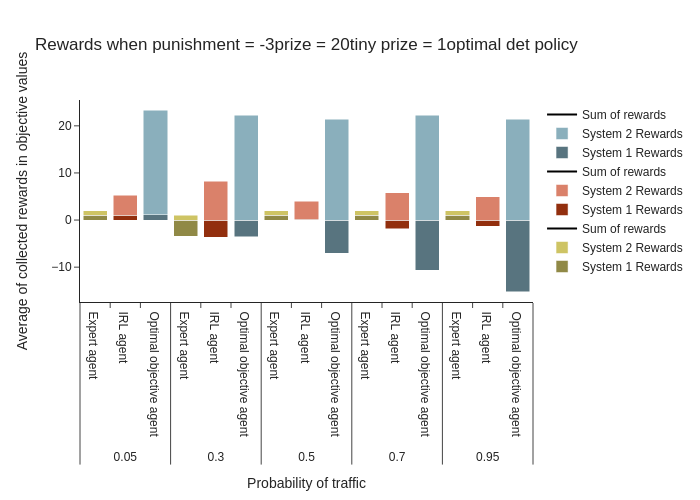 Rewards when punishment = -3prize = 20tiny prize = 1optimal det policy
Average of collected rewards in objective values
20
10
0
−10
Sum of rewards
System 2 Rewards
System 1 Rewards
Sum of rewards
System 2 Rewards
System 1 Rewards
Sum of rewards
System 2 Rewards
System 1 Rewards
Expert agent
IRL agent
Optimal objective agent
Expert agent
IRL agent
Optimal objective agent
Expert agent
IRL agent
Optimal objective agent
Expert agent
IRL agent
Optimal objective agent
Expert agent
IRL agent
Optimal objective agent
0.05
0.3
0.5
0.7
0.95
Probability of traffic